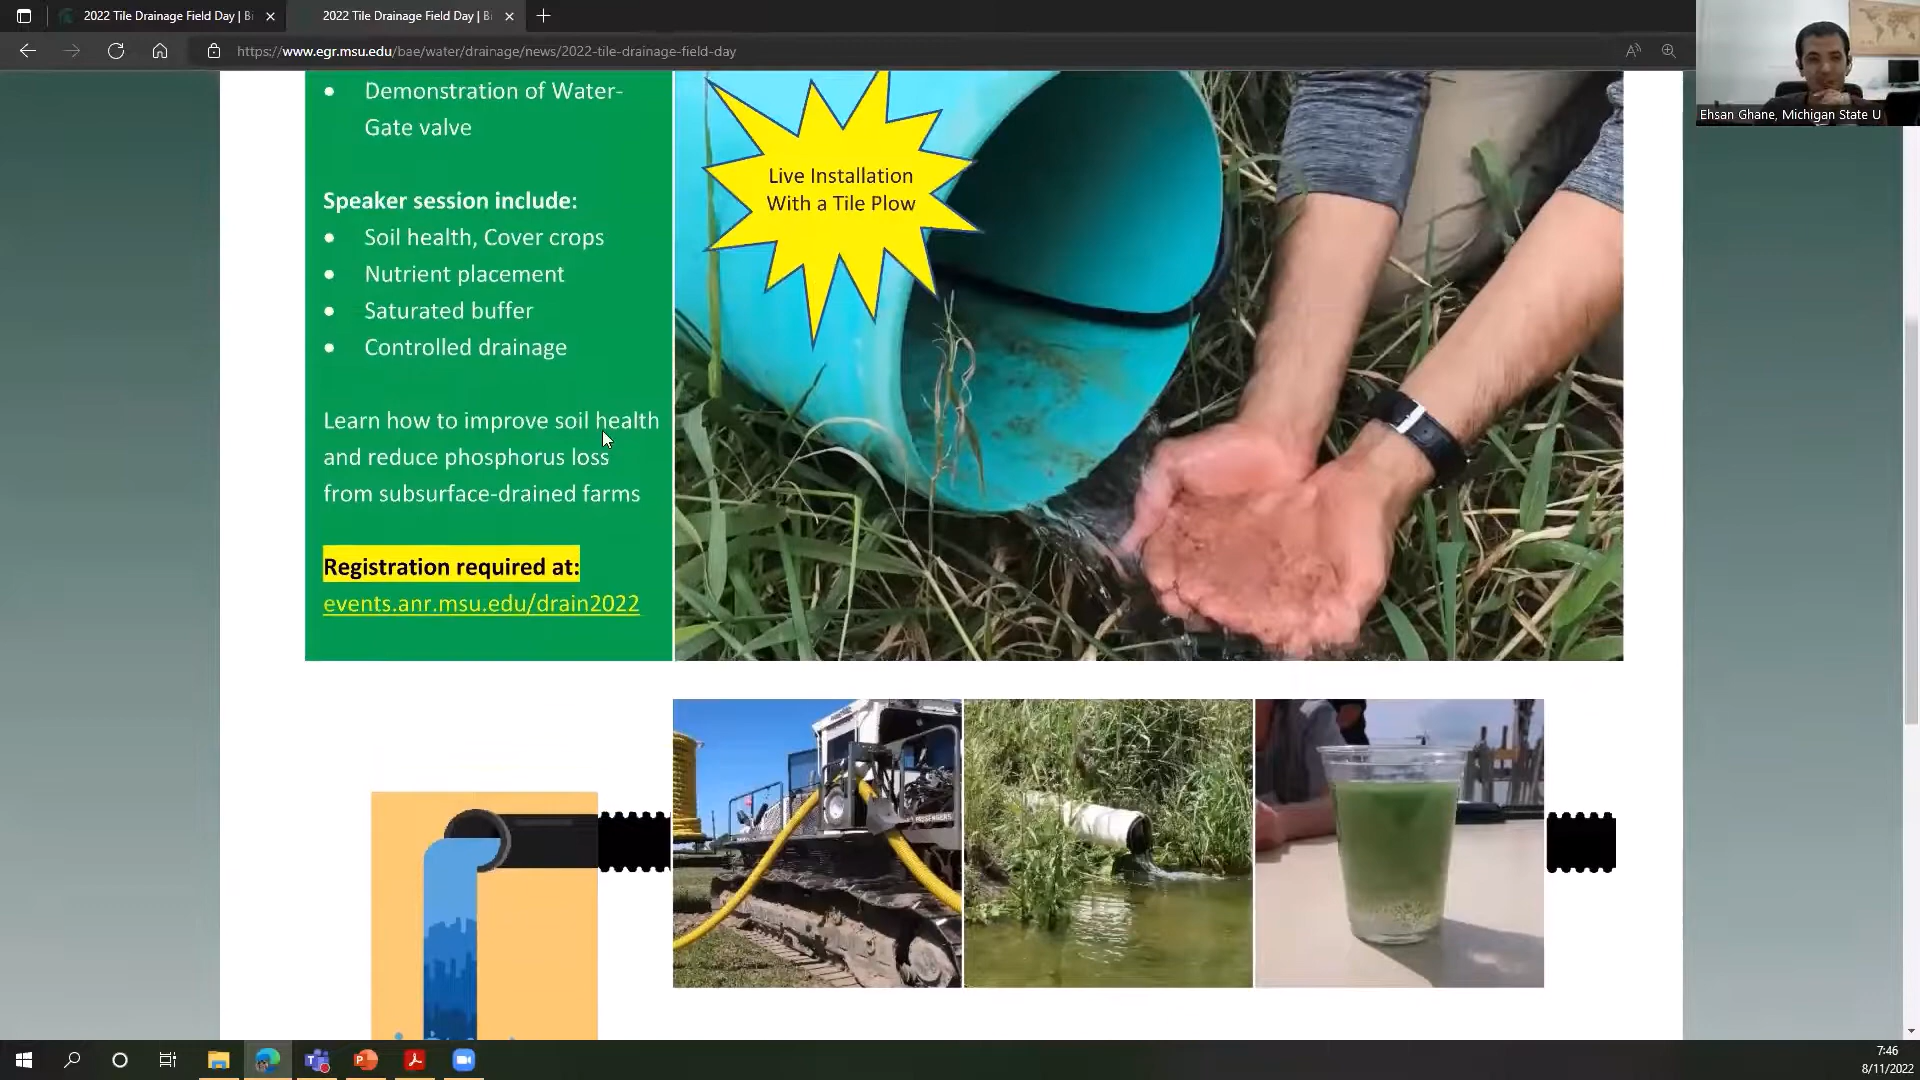 2022 Tile Drainage Field Day | Bi
2022 Tile Drainage Field Day | Bi
https://www.egr.msu.edu/bae/water/drainage/news/2022-tile-drainage-field-day
Ehsan Ghane, Michigan State U
Demonstration of Water-
Gate valve
Speaker session include:
Soil health, Cover crops
Nutrient placement
Saturated buffer
Controlled drainage
Learn how to improve soil health
and reduce phosphorus loss
from subsurface-drained farms
Registration required at:
events.anr.msu.edu/drain2022
Live Installation
With a Tile Plow
7:46
8/11/2022